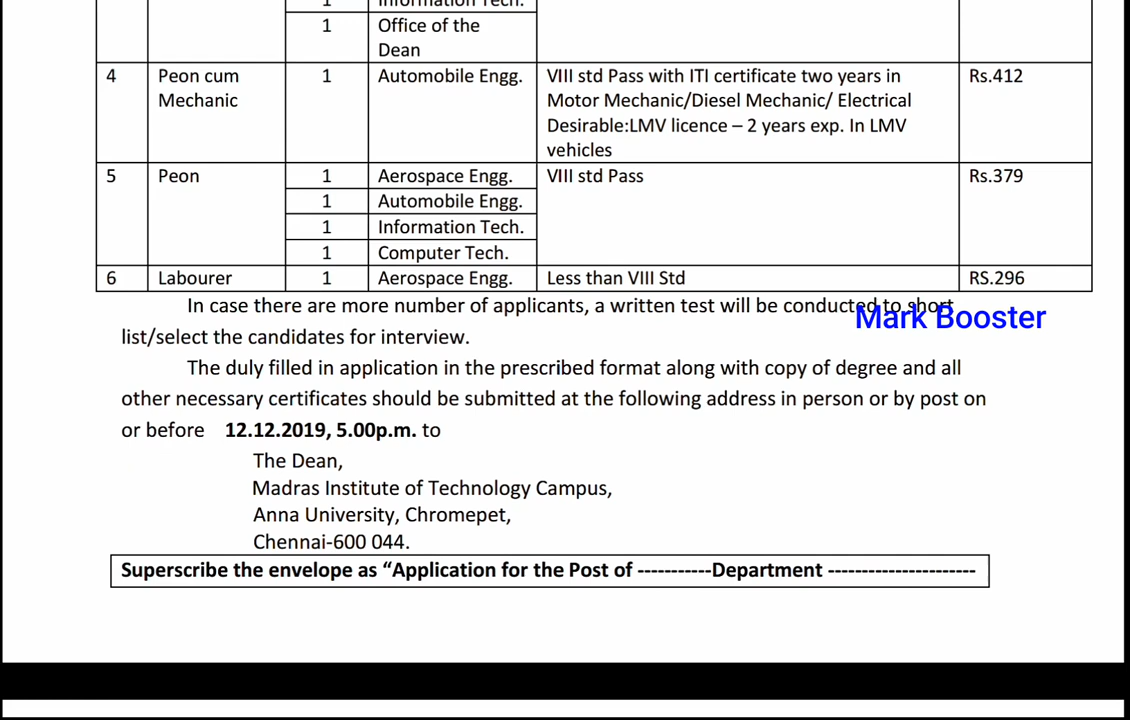 1 Information Tech.
1 Office of the
Dean
4 Peon cum 1 Automobile Engg. VIII std Pass with ITI certificate two years in Rs.412
Mechanic Motor Mechanic/Diesel Mechanic/ Electrical
Desirable:LMV licence – 2 years exp. In LMV
vehicles
5 Peon 1 Aerospace Engg. VIII std Pass Rs.379
1 Automobile Engg.
1 Information Tech.
1 Computer Tech.
6 Labourer 1 Aerospace Engg. Less than VIII Std RS.296
In case there are more number of applicants, a written test will be conducted to short
Mark Booster
list/select the candidates for interview.
The duly filled in application in the prescribed format along with copy of degree and all
other necessary certificates should be submitted at the following address in person or by post on
or before 12.12.2019, 5.00p.m. to
The Dean,
Madras Institute of Technology Campus,
Anna University, Chromepet,
Chennai-600 044.
Superscribe the envelope as “Application for the Post of -----------Department ----------------------